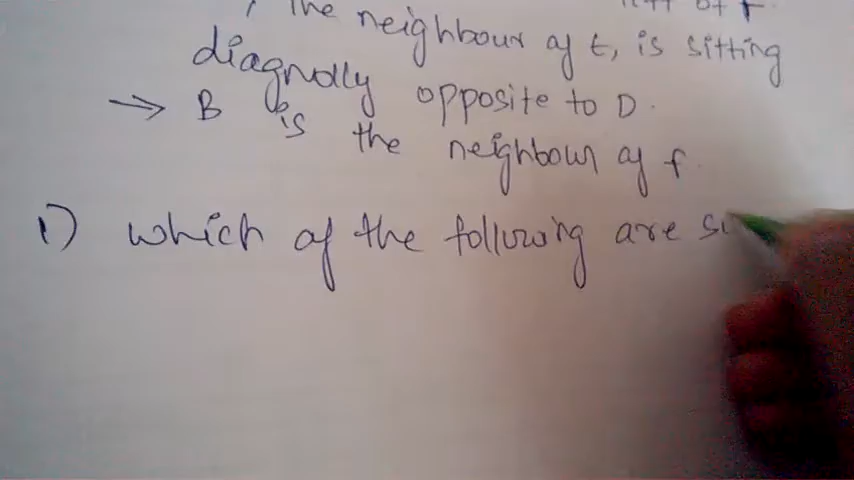 the neighbour of t, is sitting
diagnolly opposite to D.
→ B is the neighbour of f.
1) which of the following are